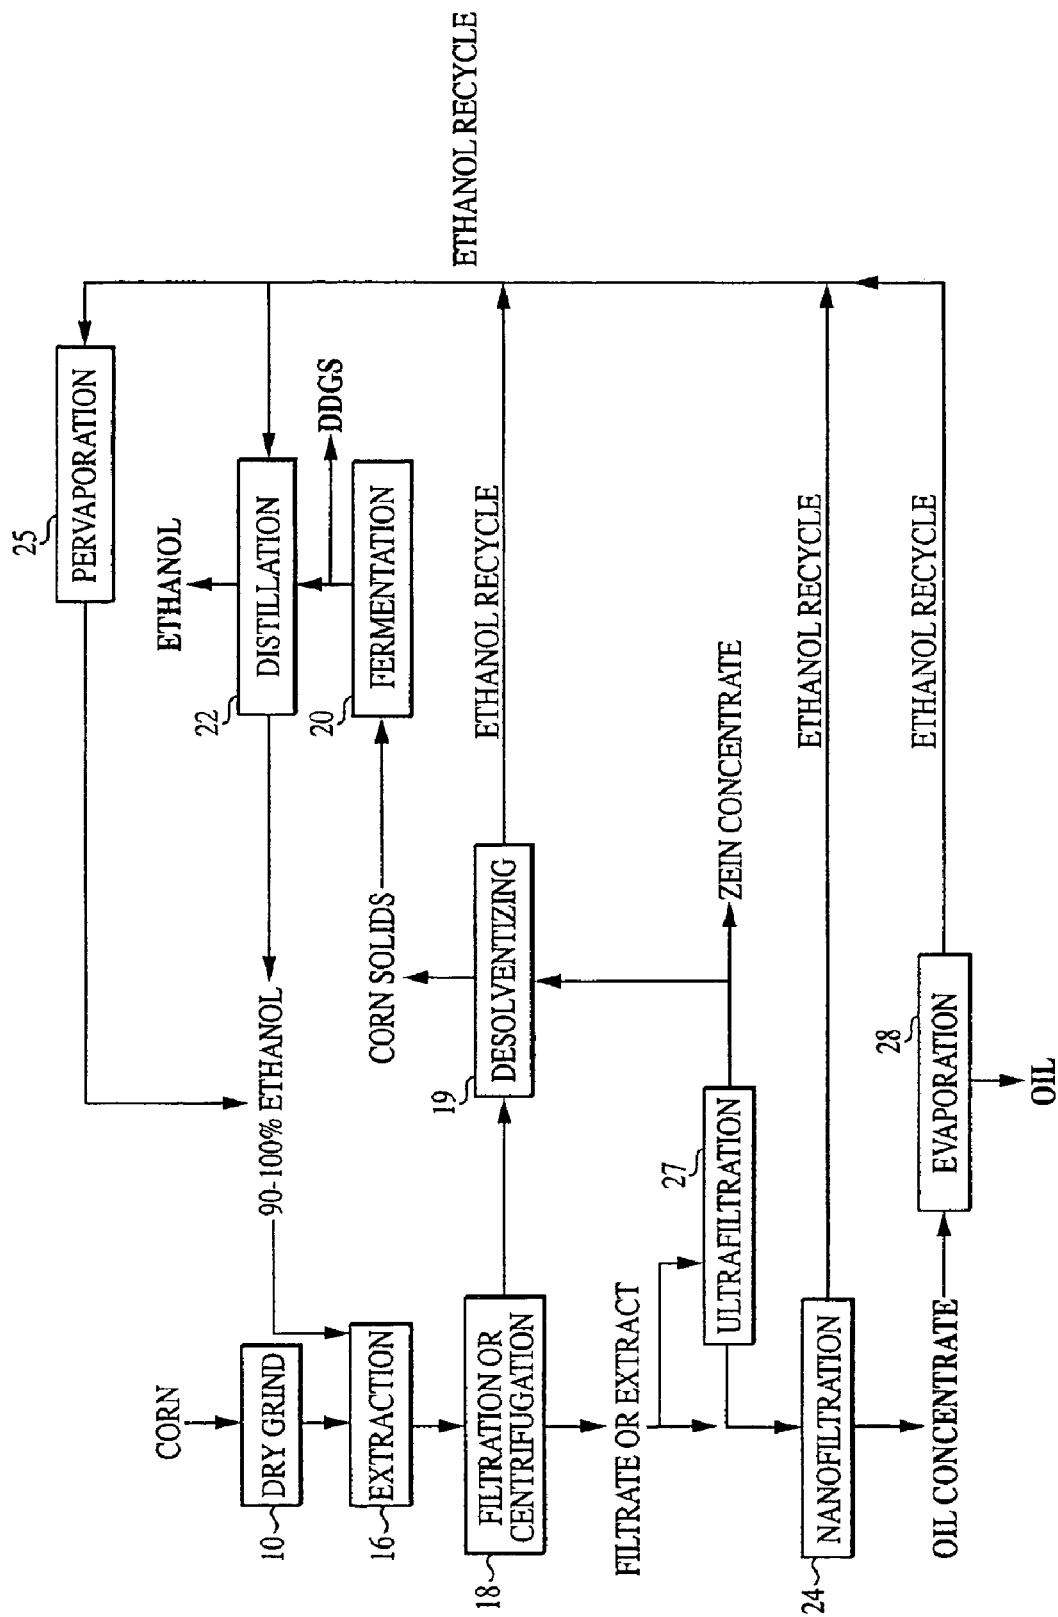 CORN
10
DRY GRIND
16
EXTRACTION
90-100% ETHANOL
18
FILTRATION OR
CENTRIFUGATION
FILTRATE OR EXTRACT
27
ULTRAFILTRATION
24
NANOFILTRATION
OIL CONCENTRATE
28
EVAPORATION
OIL
19
DESOLVENTIZING
CORN SOLIDS
ZEIN CONCENTRATE
20
FERMENTATION
DDGS
22
DISTILLATION
ETHANOL
25
PERVAPORATION
ETHANOL RECYCLE
ETHANOL RECYCLE
ETHANOL RECYCLE
ETHANOL RECYCLE